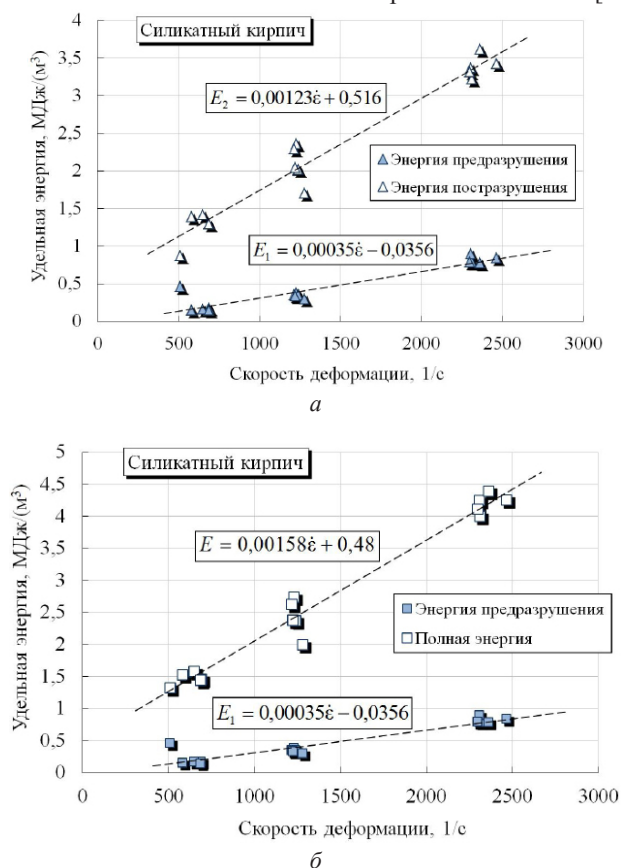 4
Силикатный кирпич
3,5
3
E₂ = 0,00123ε̇ + 0,516
2,5
2
Энергия предразрушения
Энергия постразрушения
1,5
1
E₁ = 0,00035ε̇ − 0,0356
0,5
0
0 500 1000 1500 2000 2500 3000
Удельная энергия, МДж/(м³)
Скорость деформации, 1/с
а
5
Силикатный кирпич
4,5
4
3,5
E = 0,00158ε̇ + 0,48
3
2,5
Энергия предразрушения
Полная энергия
2
1,5
1
E₁ = 0,00035ε̇ − 0,0356
0,5
0
0 500 1000 1500 2000 2500 3000
Удельная энергия, МДж/(м³)
Скорость деформации, 1/с
б